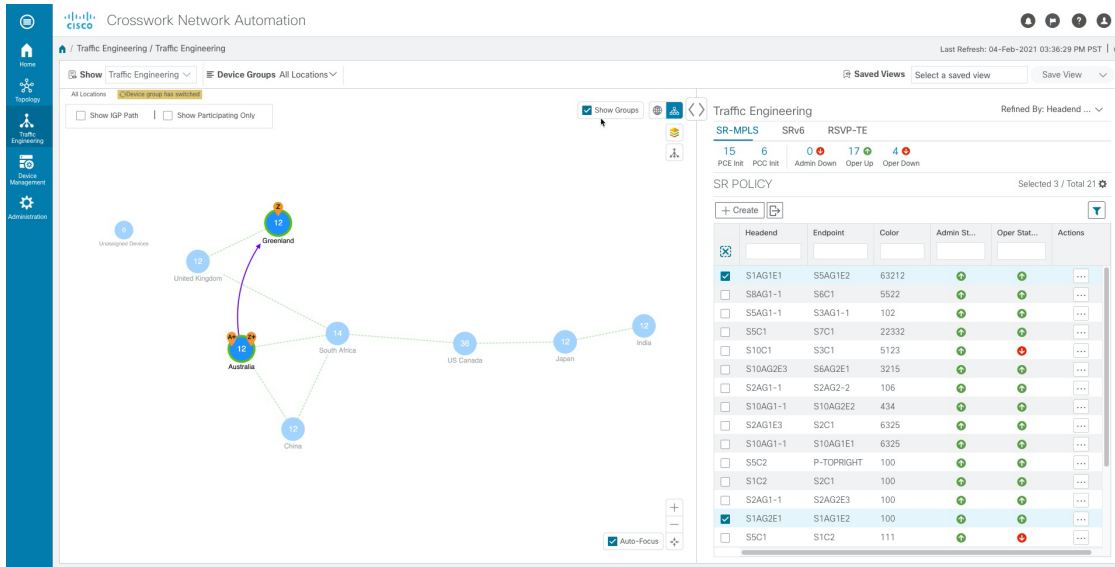 CISCO
Crosswork Network Automation
/ Traffic Engineering / Traffic Engineering
Last Refresh: 04-Feb-2021 03:36:29 PM PST |
Home
Topology
Traffic Engineering
Device Management
Administration
Show Traffic Engineering
Device Groups All Locations
Saved Views Select a saved view
Save View
All Locations
Device group has switched
Show IGP Path | Show Participating Only
Show Groups
6
Unassigned Devices
Z
12
Greenland
12
United Kingdom
A+ Z+
12
Australia
14
South Africa
36
US Canada
12
Japan
12
India
12
China
Auto-Focus
Traffic Engineering
Refined By: Headend ...
SR-MPLS SRv6 RSVP-TE
15 6 0 17 4
PCE Init PCC Init Admin Down Oper Up Oper Down
SR POLICY
Selected 3 / Total 21
+ Create
Headend Endpoint Color Admin St... Oper Stat... Actions
S1AG1E1 S5AG1E2 63212 ...
S8AG1-1 S6C1 5522 ...
S5AG1-1 S3AG1-1 102 ...
S5C1 S7C1 22332 ...
S10C1 S3C1 5123 ...
S10AG2E3 S6AG2E1 3215 ...
S2AG1-1 S2AG2-2 106 ...
S10AG1-1 S10AG2E2 434 ...
S2AG1E3 S2C1 6325 ...
S10AG1-1 S10AG1E1 6325 ...
S5C2 P-TOPRIGHT 100 ...
S1C2 S2C1 100 ...
S2AG1-1 S2AG2E3 100 ...
S1AG2E1 S1AG1E2 100 ...
S5C1 S1C2 111 ...